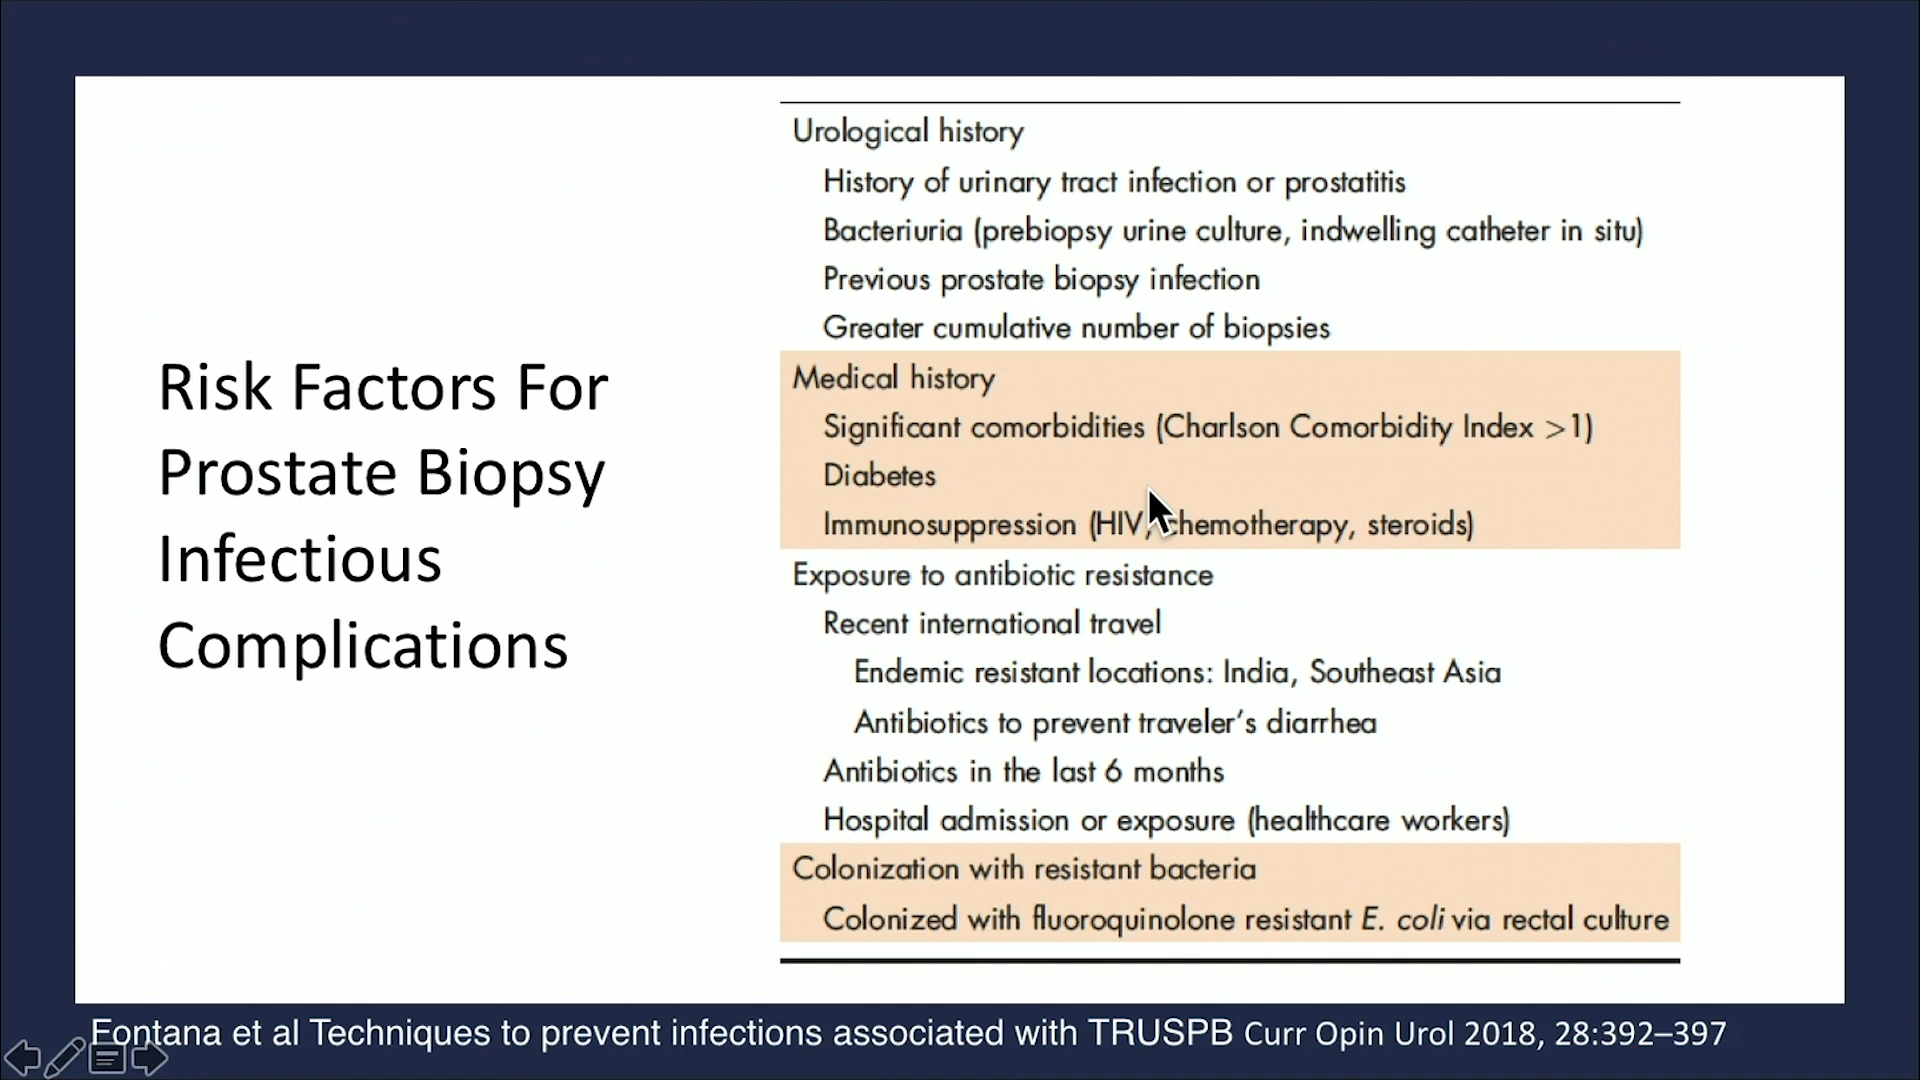 Risk Factors For
Prostate Biopsy
Infectious
Complications
Urological history
History of urinary tract infection or prostatitis
Bacteriuria (prebiopsy urine culture, indwelling catheter in situ)
Previous prostate biopsy infection
Greater cumulative number of biopsies
Medical history
Significant comorbidities (Charlson Comorbidity Index >1)
Diabetes
Immunosuppression (HIV, chemotherapy, steroids)
Exposure to antibiotic resistance
Recent international travel
Endemic resistant locations: India, Southeast Asia
Antibiotics to prevent traveler's diarrhea
Antibiotics in the last 6 months
Hospital admission or exposure (healthcare workers)
Colonization with resistant bacteria
Colonized with fluoroquinolone resistant E. coli via rectal culture
Fontana et al Techniques to prevent infections associated with TRUSPB Curr Opin Urol 2018, 28:392–397